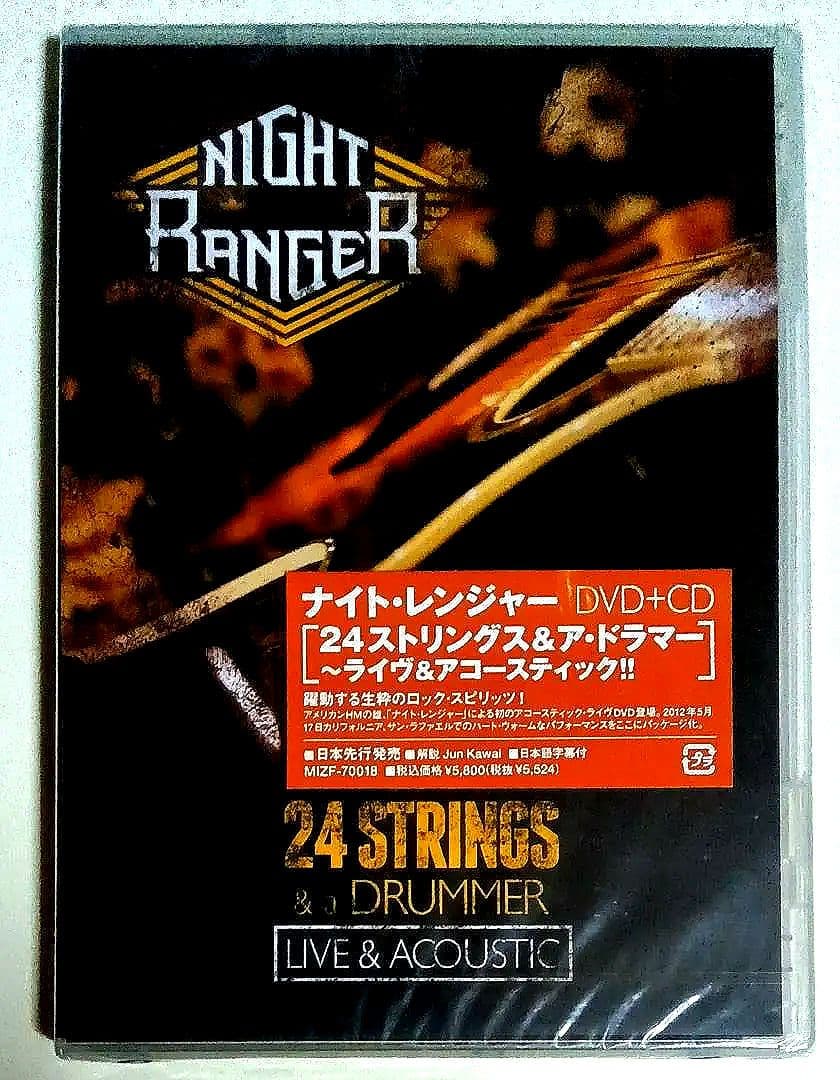 NIGHT
RANGER
ナイト・レンジャー DVD+CD
24ストリングス&ア・ドラマー
～ライヴ&アコースティック!!
躍動する生粋のロック・スピリッツ！
アメリカンHMの雄、「ナイト・レンジャー」による初のアコースティック・ライヴDVD登場。2012年5月
17日カリフォルニア、サン・ラファエルでのハート・ウォームなパフォーマンスをここにパッケージ化。
■日本先行発売 ■解説 Jun Kawai ■日本語字幕付
MIZF-70018 ■税込価格¥5,800(税抜¥5,524)
プラ
24 STRINGS
& a DRUMMER
LIVE & ACOUSTIC